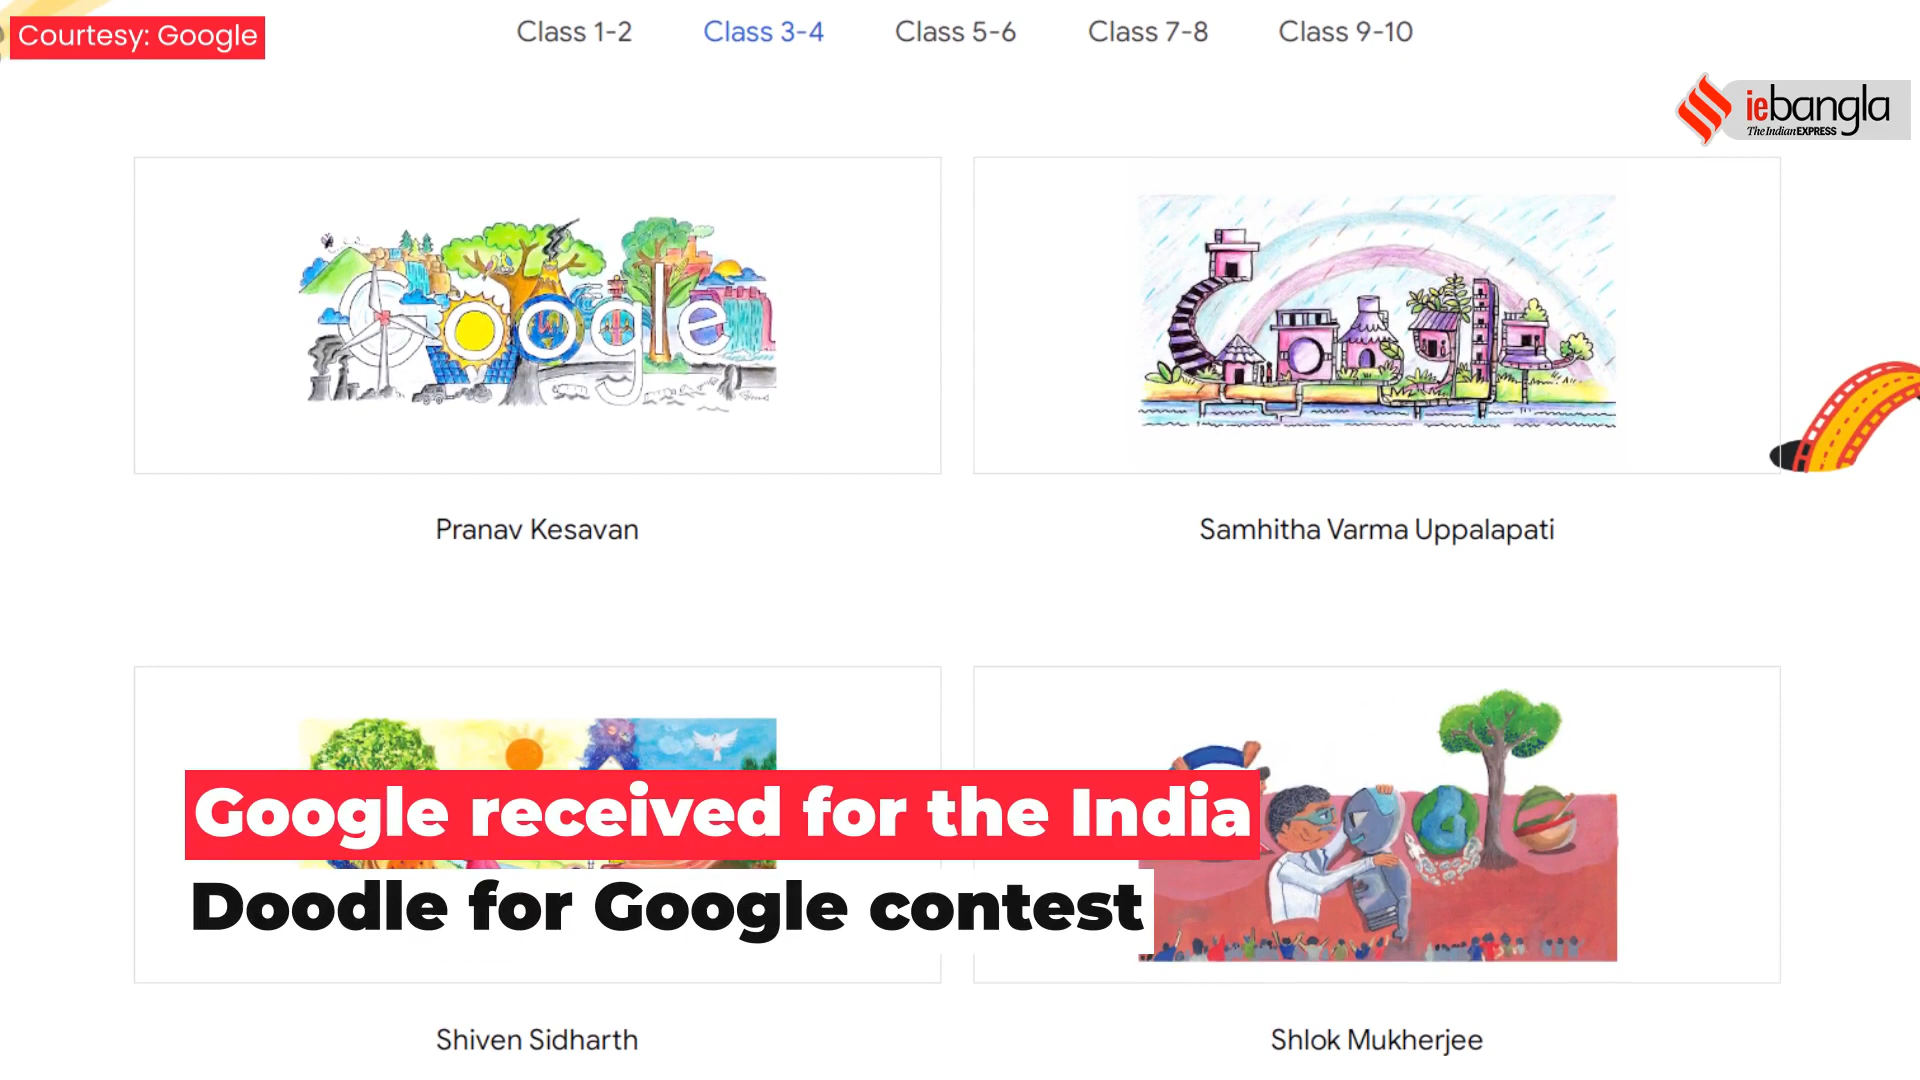 Courtesy: Google
Class 1-2 Class 3-4 Class 5-6 Class 7-8 Class 9-10
iebangla
The Indian EXPRESS
Google
Google
Pranav Kesavan
Samhitha Varma Uppalapati
Google received for the India
Doodle for Google contest
Shiven Sidharth
Shlok Mukherjee